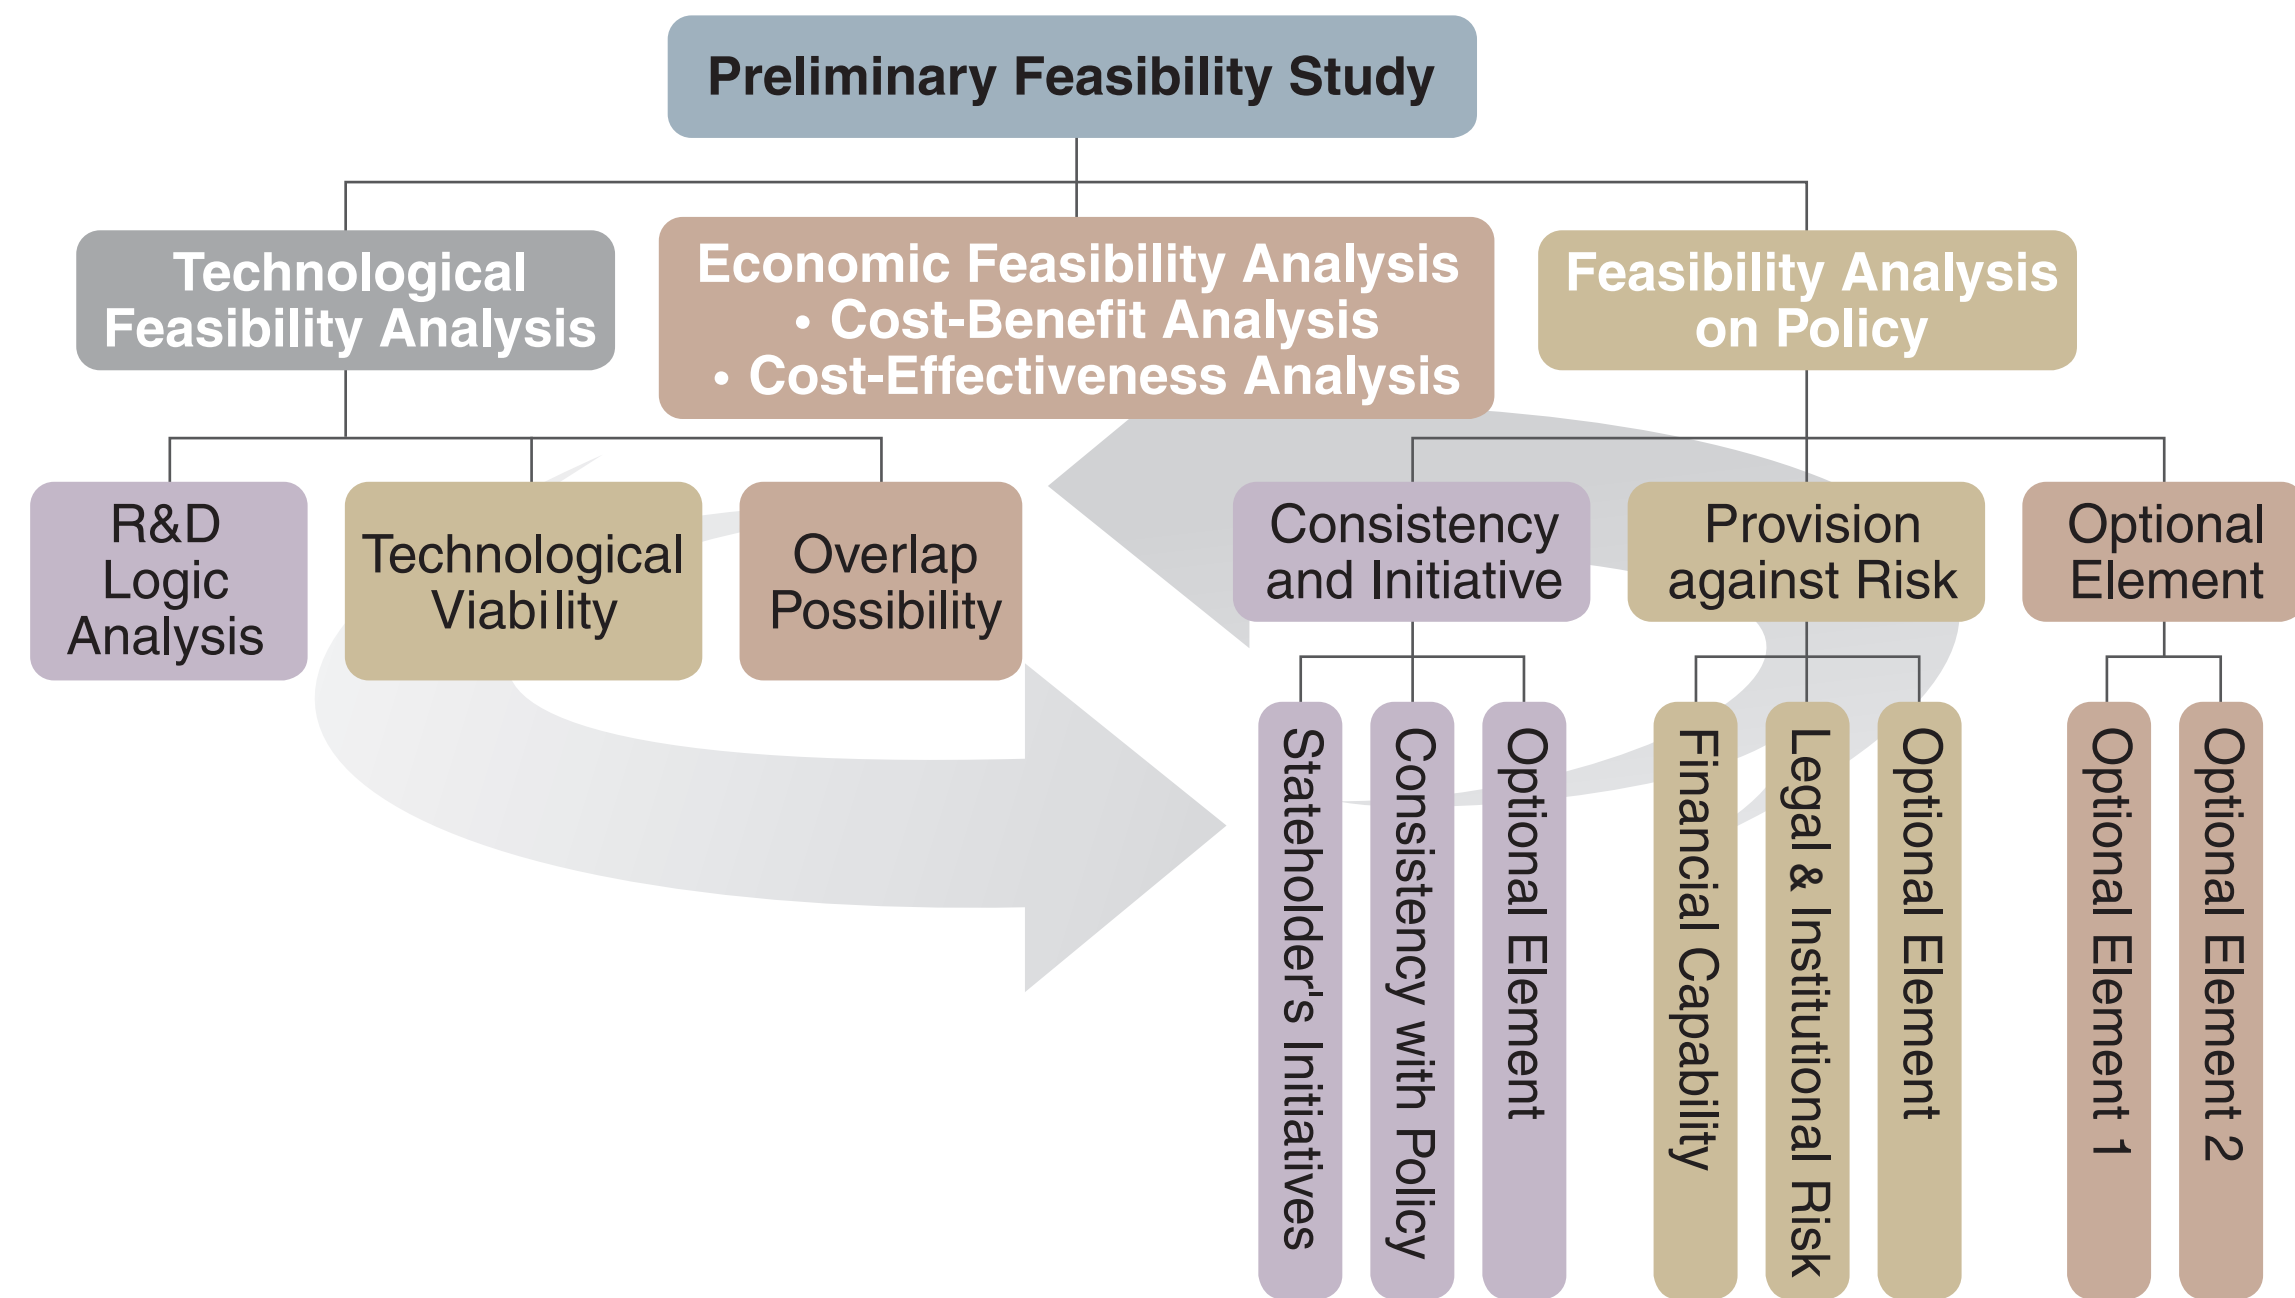 Preliminary Feasibility Study
Technological
Feasibility Analysis
Economic Feasibility Analysis
• Cost-Benefit Analysis
• Cost-Effectiveness Analysis
Feasibility Analysis
on Policy
R&D
Logic
Analysis
Technological
Viability
Overlap
Possibility
Consistency
and Initiative
Provision
against Risk
Optional
Element
Stateholder's Initiatives
Consistency with Policy
Optional Element
Financial Capability
Legal & Institutional Risk
Optional Element
Optional Element 1
Optional Element 2